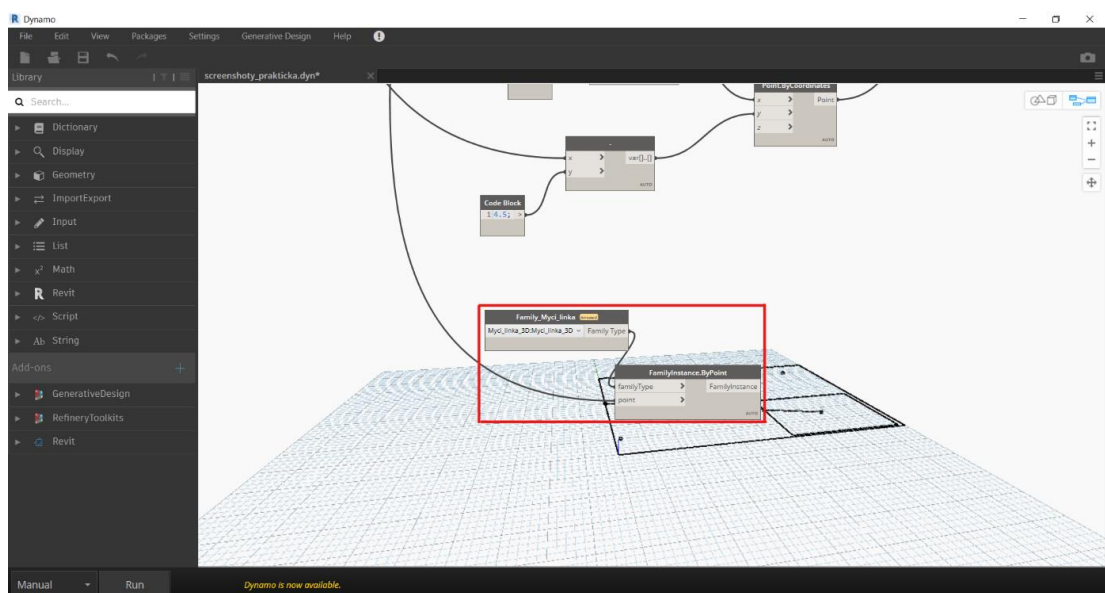 Dynamo
File Edit View Packages Settings Generative Design Help
Library
screenshoty_prakticka.dyn*
Search...
Dictionary
Display
Geometry
ImportExport
Input
List
Math
Revit
Script
String
Add-ons
GenerativeDesign
RefineryToolkits
Revit
Point.ByCoordinates
x > Point
y >
z >
AUTO
-
x > var[]..[]
y >
AUTO
Code Block
1 4.5; >
Family_Myci_linka
Myci_linka_3D:Myci_linka_3D Family Type
FamilyInstance.ByPoint
familyType > FamilyInstance
point >
AUTO
Manual Run Dynamo is now available.